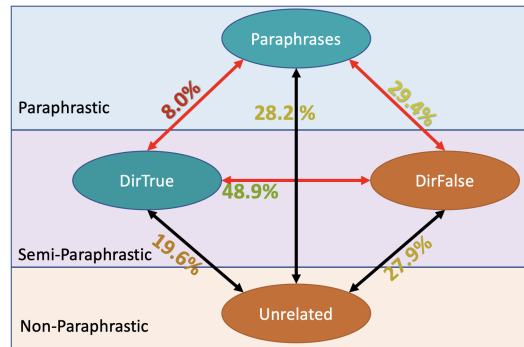 Paraphrases
8.0%
28.2 %
29.4%
Paraphrastic
DirTrue
48.9%
DirFalse
19.6%
27.9%
Semi-Paraphrastic
Unrelated
Non-Paraphrastic